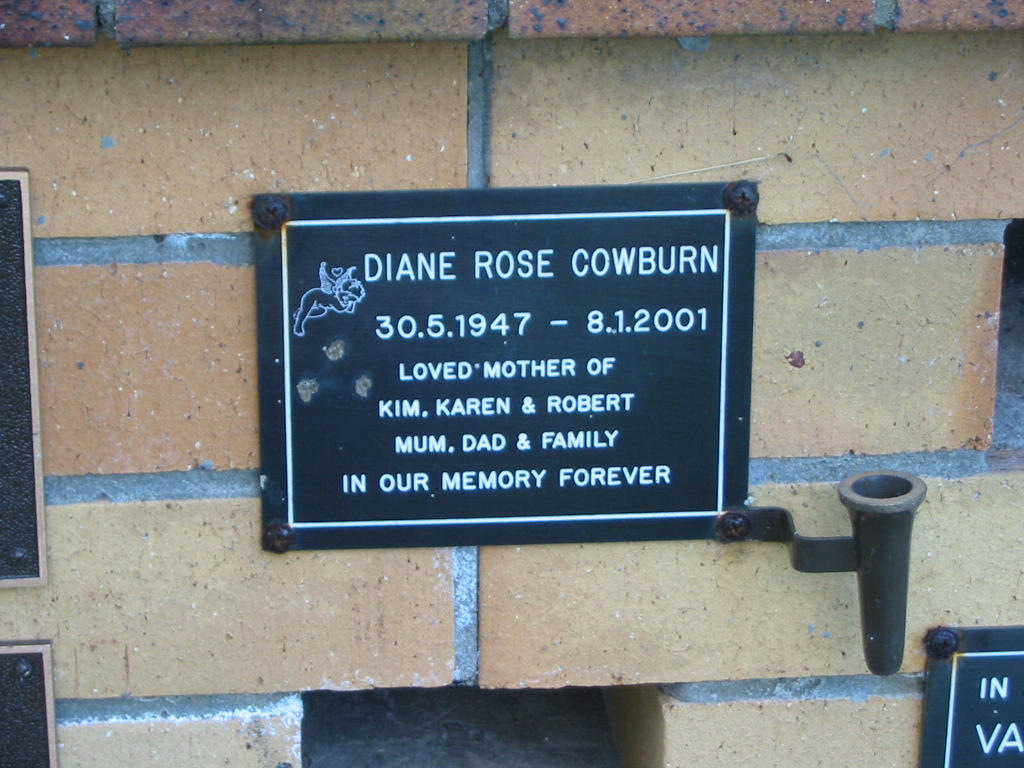 DIANE ROSE COWBURN
30.5.1947 - 8.1.2001
LOVED MOTHER OF
KIM, KAREN & ROBERT
MUM, DAD & FAMILY
IN OUR MEMORY FOREVER
IN
VA